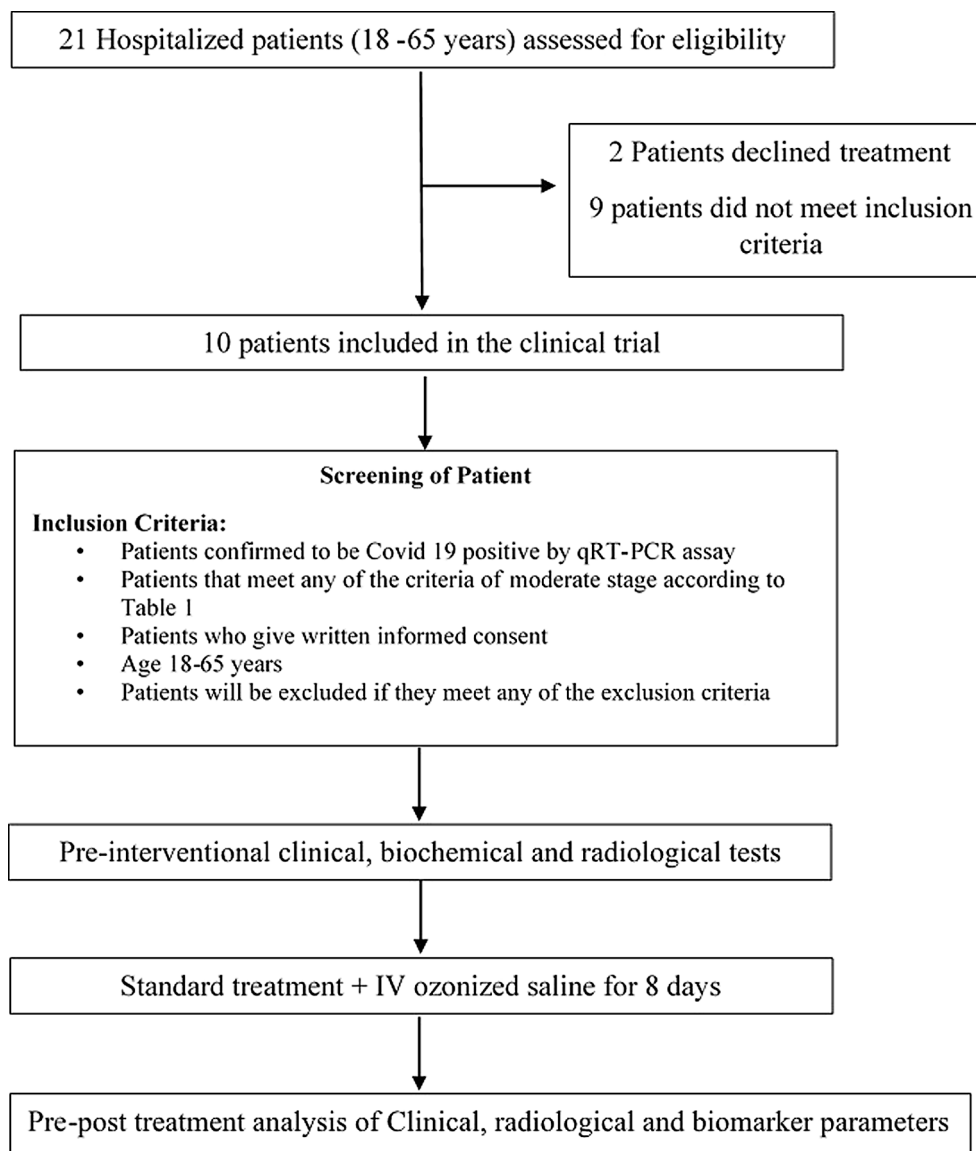 21 Hospitalized patients (18 -65 years) assessed for eligibility
2 Patients declined treatment
9 patients did not meet inclusion
criteria
10 patients included in the clinical trial
Screening of Patient
Inclusion Criteria:
• Patients confirmed to be Covid 19 positive by qRT-PCR assay
• Patients that meet any of the criteria of moderate stage according to
Table 1
• Patients who give written informed consent
• Age 18-65 years
• Patients will be excluded if they meet any of the exclusion criteria
Pre-interventional clinical, biochemical and radiological tests
Standard treatment + IV ozonized saline for 8 days
Pre-post treatment analysis of Clinical, radiological and biomarker parameters